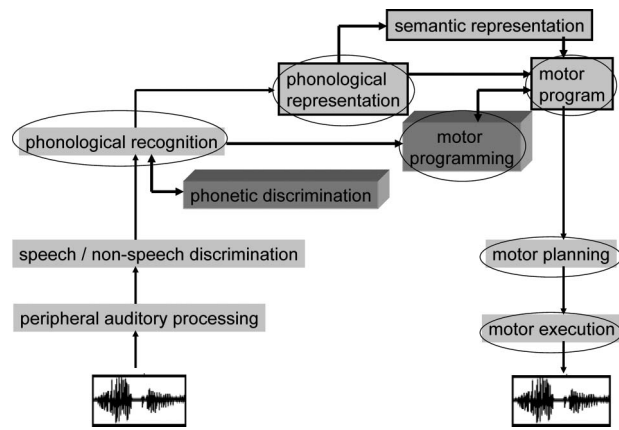 semantic representation
phonological
representation
motor
program
phonological recognition
motor
programming
phonetic discrimination
speech / non-speech discrimination
motor planning
peripheral auditory processing
motor execution